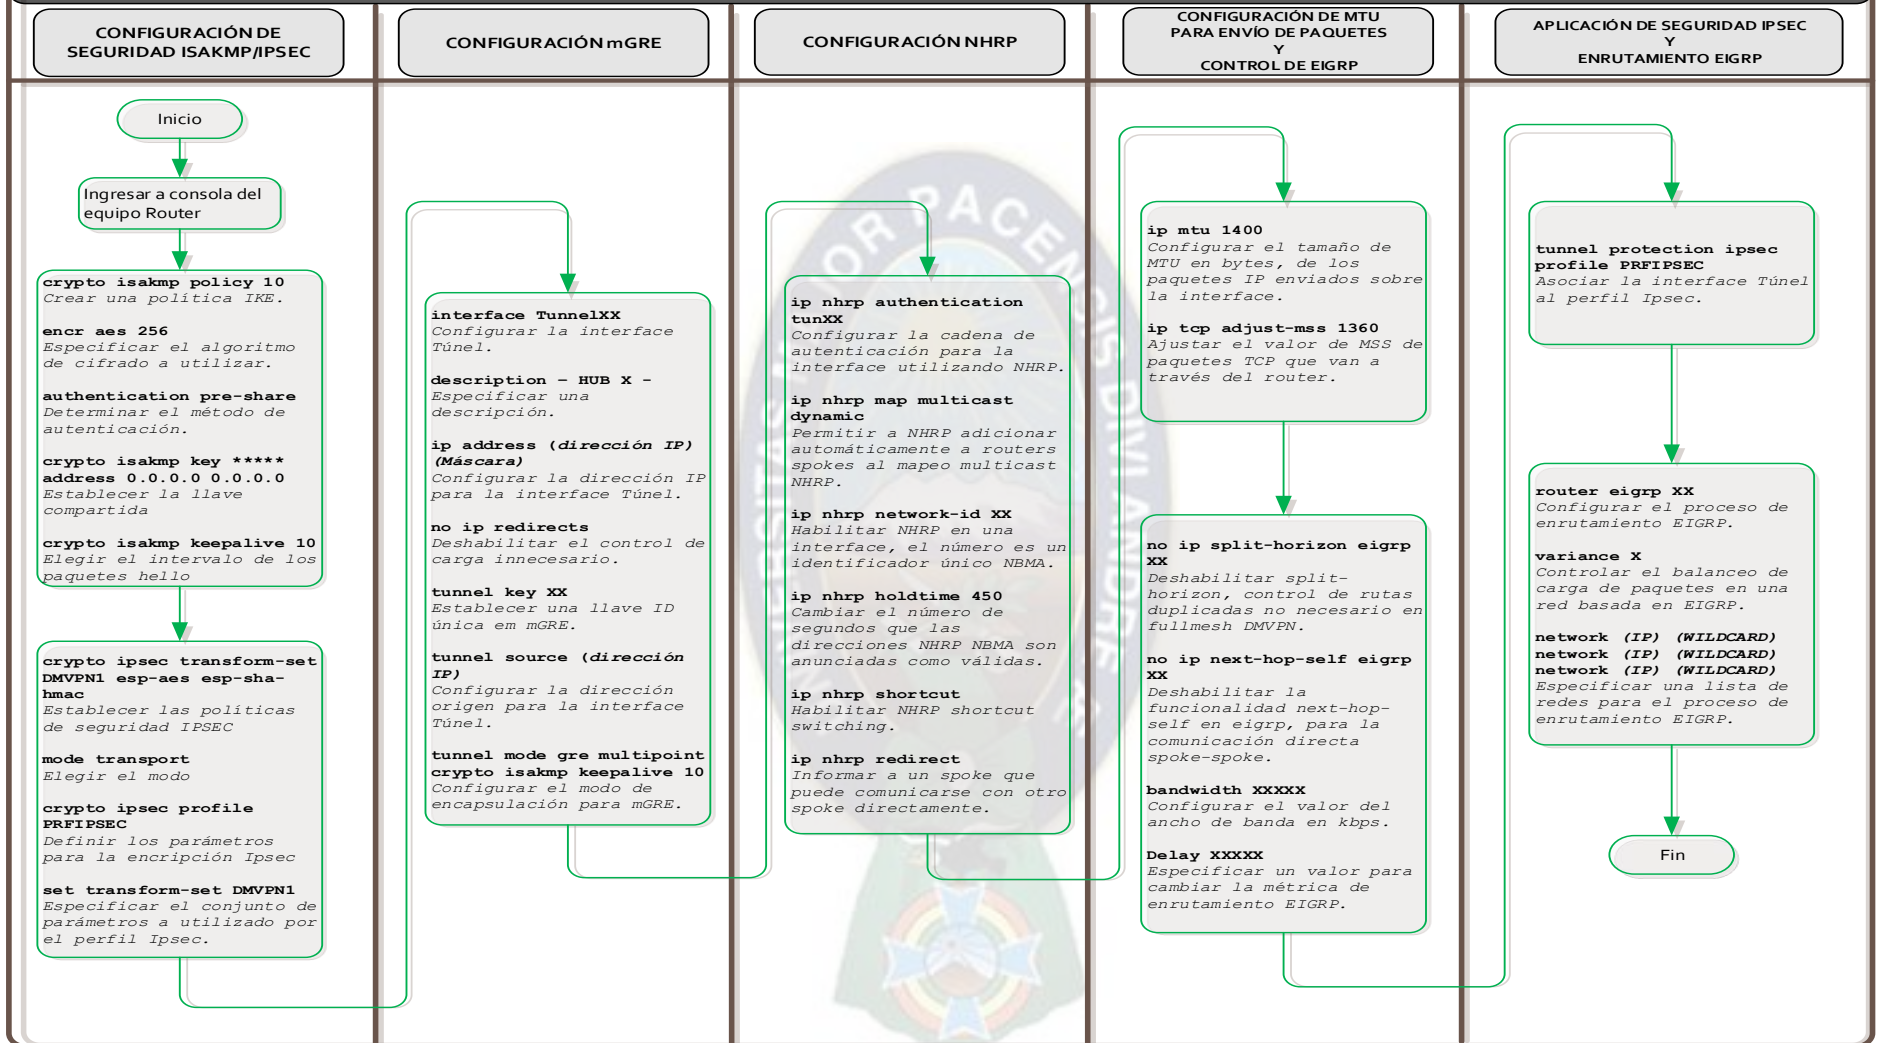 CONFIGURACIÓN DE
SEGURIDAD ISAKMP/IPSEC
CONFIGURACIÓN mGRE
CONFIGURACIÓN NHRP
CONFIGURACIÓN DE MTU
PARA ENVÍO DE PAQUETES
Y
CONTROL DE EIGRP
APLICACIÓN DE SEGURIDAD IPSEC
Y
ENRUTAMIENTO EIGRP
Inicio
Ingresar a consola del
equipo Router
crypto isakmp policy 10
Crear una política IKE.
encr aes 256
Especificar el algoritmo
de cifrado a utilizar.
authentication pre-share
Determinar el método de
autenticación.
crypto isakmp key *****
address 0.0.0.0 0.0.0.0
Establecer la llave
compartida
crypto isakmp keepalive 10
Elegir el intervalo de los
paquetes hello
crypto ipsec transform-set
DMVPN1 esp-aes esp-sha-
hmac
Establecer las políticas
de seguridad IPSEC
mode transport
Elegir el modo
crypto ipsec profile
PRFIPSEC
Definir los parámetros
para la encripción Ipsec
set transform-set DMVPN1
Especificar el conjunto de
parámetros a utilizado por
el perfil Ipsec.
interface TunnelXX
Configurar la interface
Túnel.
description – HUB X -
Especificar una
descripción.
ip address (dirección IP)
(Máscara)
Configurar la dirección IP
para la interface Túnel.
no ip redirects
Deshabilitar el control de
carga innecesario.
tunnel key XX
Establecer una llave ID
única em mGRE.
tunnel source (dirección
IP)
Configurar la dirección
origen para la interface
Túnel.
tunnel mode gre multipoint
crypto isakmp keepalive 10
Configurar el modo de
encapsulación para mGRE.
ip nhrp authentication
tunXX
Configurar la cadena de
autenticación para la
interface utilizando NHRP.
ip nhrp map multicast
dynamic
Permitir a NHRP adicionar
automáticamente a routers
spokes al mapeo multicast
NHRP.
ip nhrp network-id XX
Habilitar NHRP en una
interface, el número es un
identificador único NBMA.
ip nhrp holdtime 450
Cambiar el número de
segundos que las
direcciones NHRP NBMA son
anunciadas como válidas.
ip nhrp shortcut
Habilitar NHRP shortcut
switching.
ip nhrp redirect
Informar a un spoke que
puede comunicarse con otro
spoke directamente.
ip mtu 1400
Configurar el tamaño de
MTU en bytes, de los
paquetes IP enviados sobre
la interface.
ip tcp adjust-mss 1360
Ajustar el valor de MSS de
paquetes TCP que van a
través del router.
no ip split-horizon eigrp
XX
Deshabilitar split-
horizon, control de rutas
duplicadas no necesario en
fullmesh DMVPN.
no ip next-hop-self eigrp
XX
Deshabilitar la
funcionalidad next-hop-
self en eigrp, para la
comunicación directa
spoke-spoke.
bandwidth XXXXX
Configurar el valor del
ancho de banda en kbps.
Delay XXXXX
Especificar un valor para
cambiar la métrica de
enrutamiento EIGRP.
tunnel protection ipsec
profile PRFIPSEC
Asociar la interface Túnel
al perfil Ipsec.
router eigrp XX
Configurar el proceso de
enrutamiento EIGRP.
variance X
Controlar el balanceo de
carga de paquetes en una
red basada en EIGRP.
network (IP) (WILDCARD)
network (IP) (WILDCARD)
network (IP) (WILDCARD)
Especificar una lista de
redes para el proceso de
enrutamiento EIGRP.
Fin